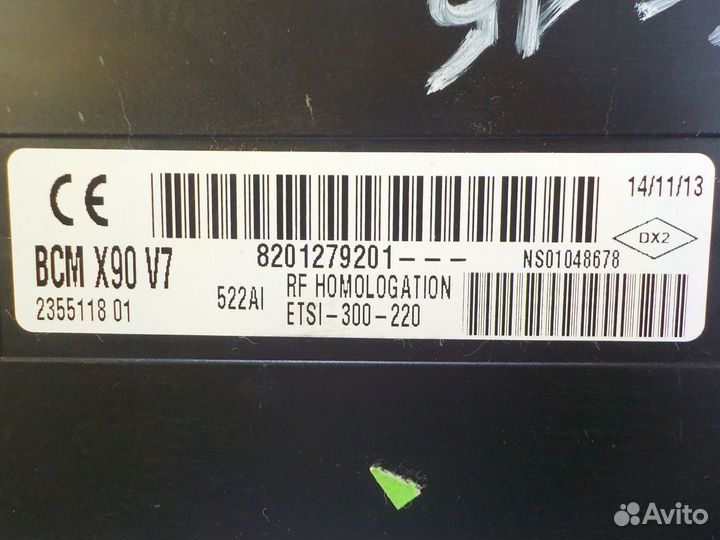 CE
14/11/13
DX2
BCM X90 V7
8201279201---
NS01048678
2355118 01
522AI
RF HOMOLOGATION
ETSI-300-220
Avito